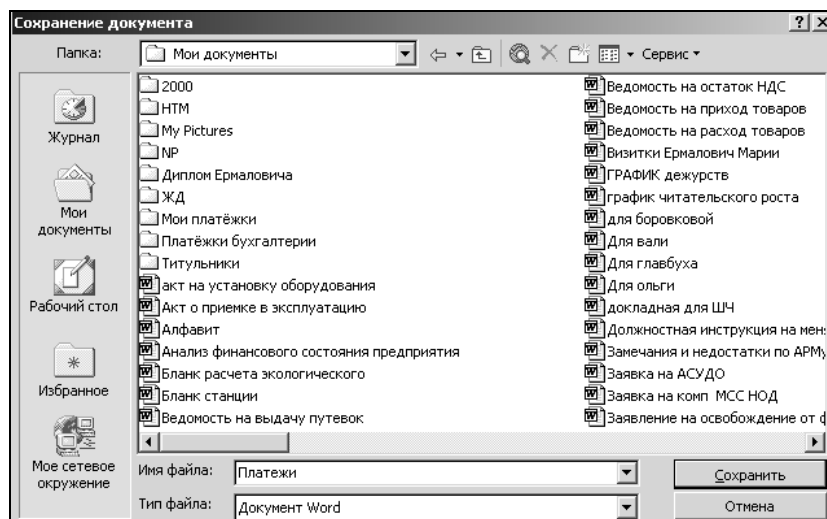 Сохранение документа
Папка:
Мои документы
Сервис
Журнал
Мои
документы
Рабочий стол
Избранное
Мое сетевое
окружение
2000
HTM
My Pictures
NP
Диплом Ермаловича
ЖД
Мои платёжки
Платёжки бухгалтерии
Титульники
акт на установку оборудования
Акт о приемке в эксплуатацию
Алфавит
Анализ финансового состояния предприятия
Бланк расчета экологического
Бланк станции
Ведомость на выдачу путевок
Ведомость на остаток НДС
Ведомость на приход товаров
Ведомость на расход товаров
Визитки Ермалович Марии
ГРАФИК дежурств
график читательского роста
для боровковой
Для вали
Для главбуха
Для ольги
докладная для ШЧ
Должностная инструкция на мен
Замечания и недостатки по АРМу
Заявка на АСУДО
Заявка на комп МСС НОД
Заявление на освобождение от ф
Имя файла:
Платежи
Сохранить
Тип файла:
Документ Word
Отмена